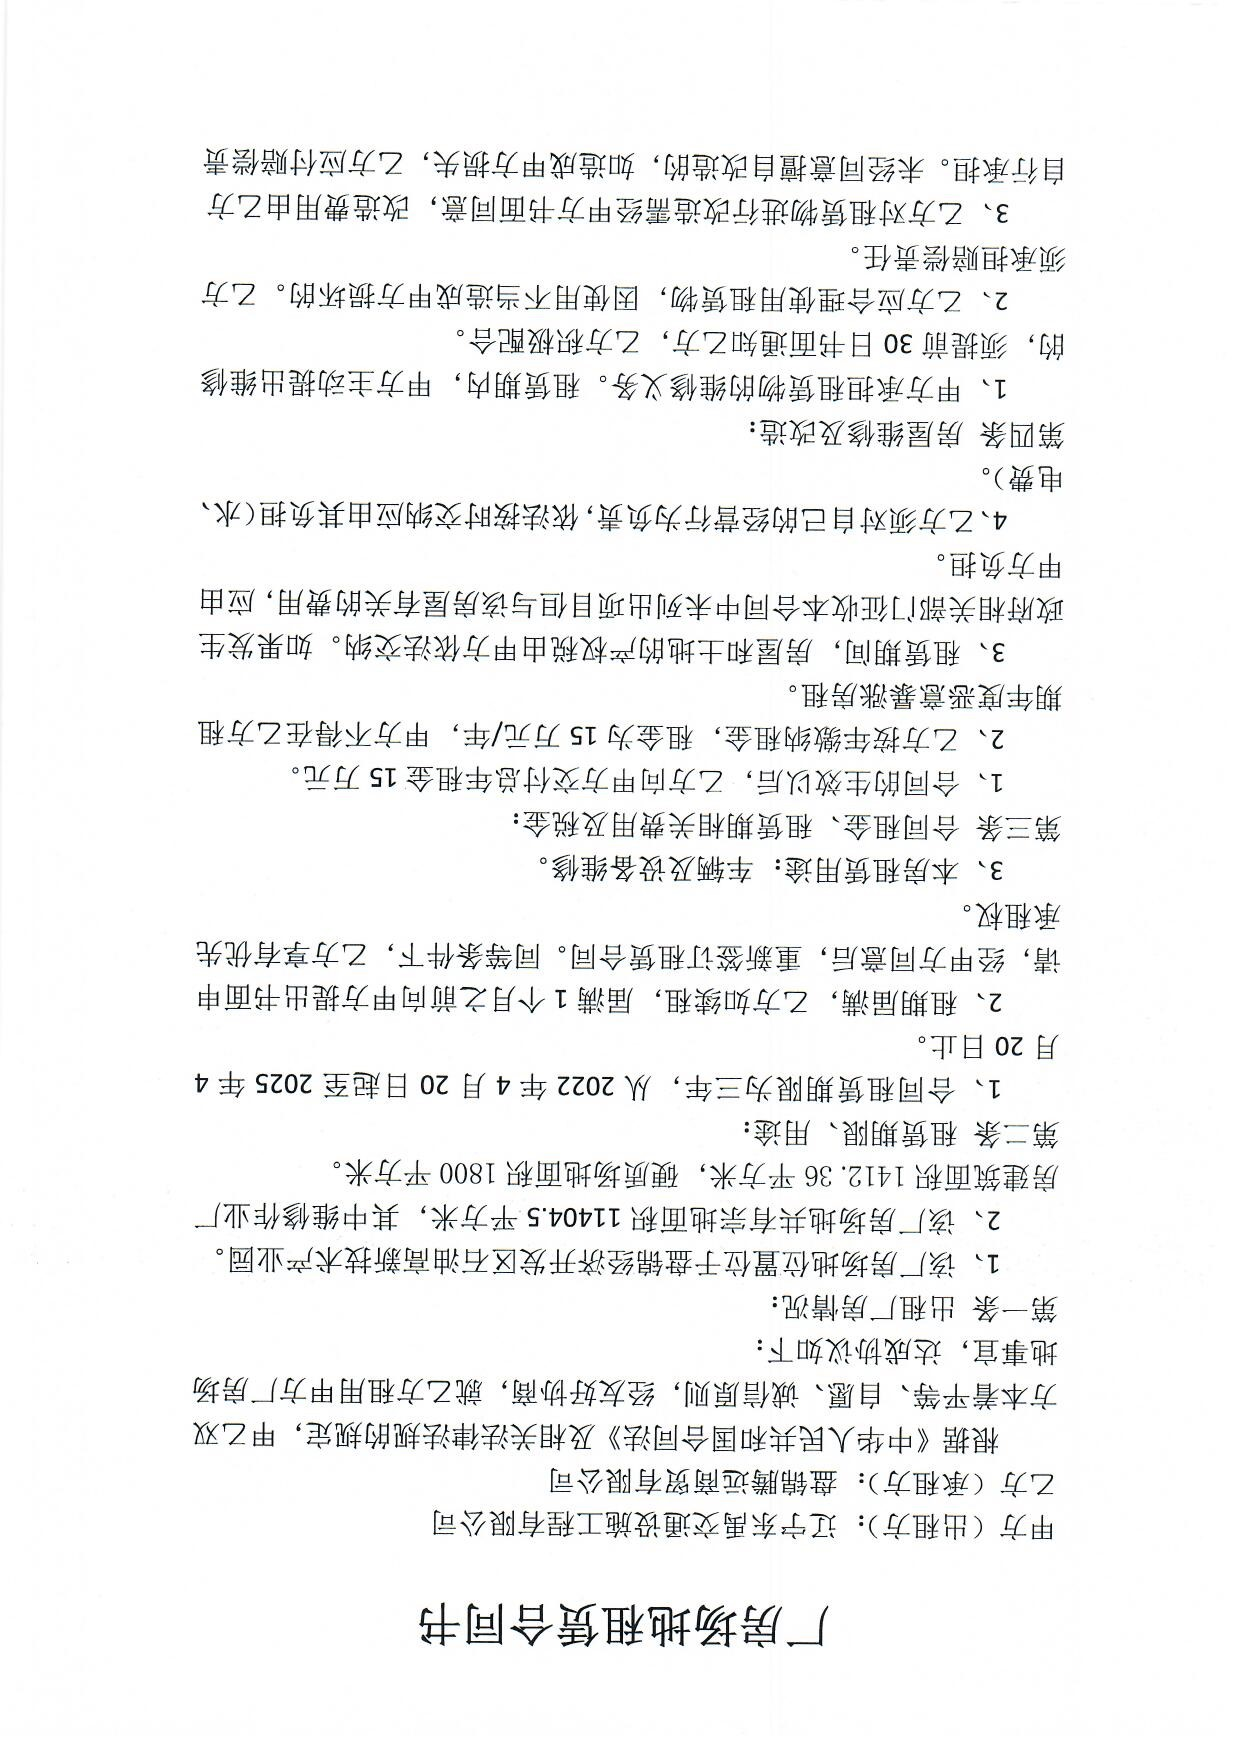 厂房场地租赁合同书
甲方（出租方）：辽宁东禹交通设施工程有限公司
乙方（承租方）：盘锦腾远商贸有限公司
根据《中华人民共和国合同法》及相关法律法规的规定，甲乙双
方本着平等、自愿、诚信原则，经友好协商，就乙方租用甲方厂房场
地事宜，达成协议如下：
第一条 出租厂房情况：
1、该厂房场地位置位于盘锦经济开发区石油高新技术产业园。
2、该厂房场地共有宗地面积 11404.5 平方米，其中维修作业厂
房建筑面积 1412.36 平方米，硬质场地面积 1800 平方米。
第二条 租赁期限、用途：
1、合同租赁期限为三年，从 2022 年 4 月 20 日起至 2025 年 4
月 20 日止。
2、租期届满，乙方如续租，届满 1 个月之前向甲方提出书面申
请，经甲方同意后，重新签订租赁合同。同等条件下，乙方享有优先
承租权。
3、本房租赁用途：车辆及设备维修。
第三条 合同租金、租赁期相关费用及税金：
1、合同的生效以后，乙方向甲方交付总年租金 15 万元。
2、乙方按年缴纳租金，租金为 15 万元/年，甲方不得在乙方租
期年度恶意暴涨房租。
3、租赁期间，房屋和土地的产权税由甲方依法交纳。如果发生
政府相关部门征收本合同中未列出项目但与该房屋有关的费用，应由
甲方负担。
4、乙方须对自己的经营行为负责，依法按时交纳应由其负担（水、
电费）。
第四条 房屋维修及改造：
1、甲方承担租赁物的维修义务。租赁期内，甲方主动提出维修
的，须提前 30 日书面通知乙方，乙方积极配合。
2、乙方应合理使用租赁物，因使用不当造成甲方损坏的。乙方
须承担赔偿责任。
3、乙方对租赁物进行改造需经甲方书面同意，改造费用由乙方
自行承担。未经同意擅自改造的，如造成甲方损失，乙方应付赔偿责